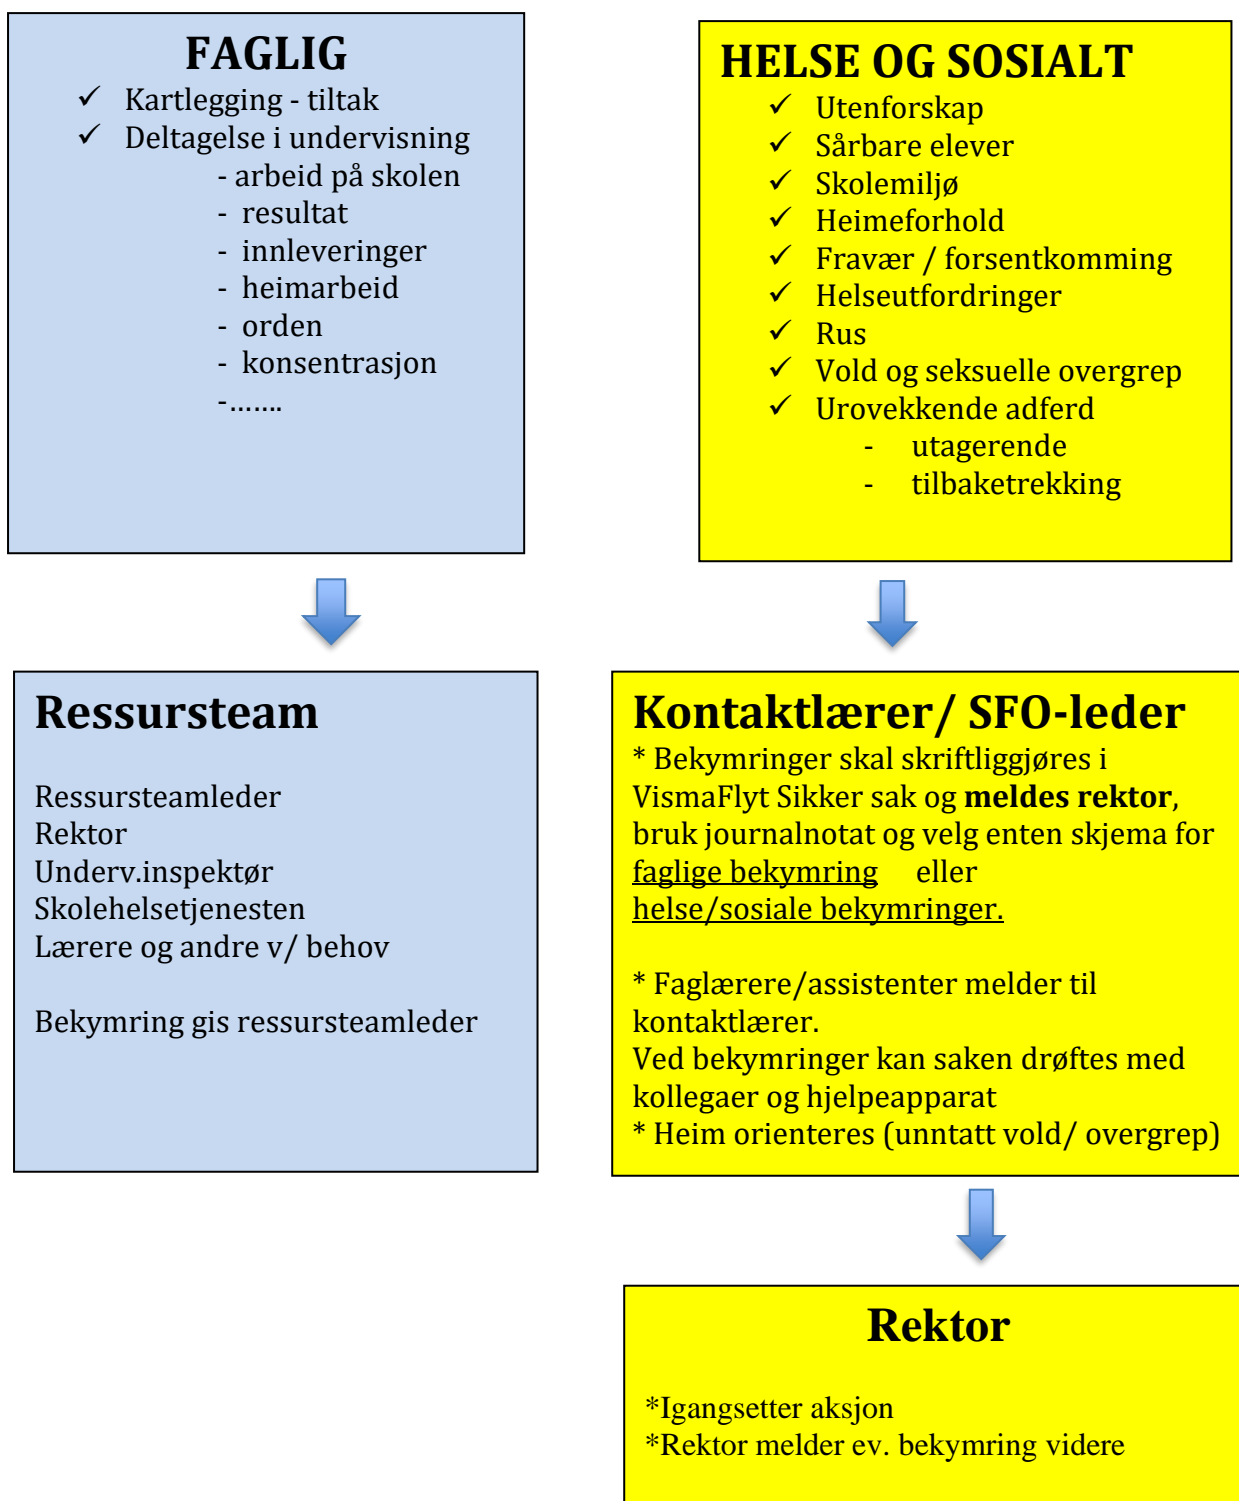 FAGLIG
✓ Kartlegging - tiltak
✓ Deltagelse i undervisning
- arbeid på skolen
- resultat
- innleveringer
- heimarbeid
- orden
- konsentrasjon
-…….
HELSE OG SOSIALT
✓ Utenforskap
✓ Sårbare elever
✓ Skolemiljø
✓ Heimeforhold
✓ Fravær / forsentkomming
✓ Helseutfordringer
✓ Rus
✓ Vold og seksuelle overgrep
✓ Urovekkende adferd
- utagerende
- tilbaketrekking
Ressursteam
Ressursteamleder
Rektor
Underv.inspektør
Skolehelsetjenesten
Lærere og andre v/ behov
Bekymring gis ressursteamleder
Kontaktlærer/ SFO-leder
* Bekymringer skal skriftliggjøres i
VismaFlyt Sikker sak og meldes rektor,
bruk journalnotat og velg enten skjema for
faglige bekymring eller
helse/sosiale bekymringer.
* Faglærere/assistenter melder til
kontaktlærer.
Ved bekymringer kan saken drøftes med
kollegaer og hjelpeapparat
* Heim orienteres (unntatt vold/ overgrep)
Rektor
*Igangsetter aksjon
*Rektor melder ev. bekymring videre